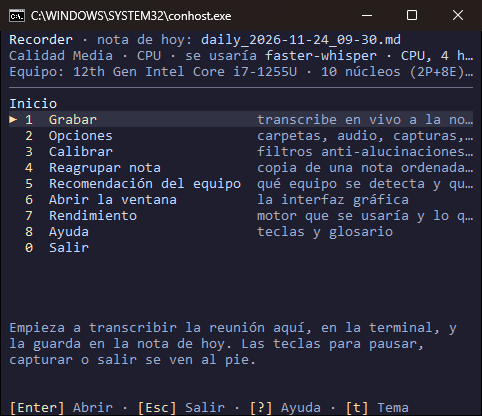 C:\WINDOWS\SYSTEM32\conhost.exe
Recorder · nota de hoy: daily_2026-11-24_09-30.md
Calidad Media · CPU · se usaría faster-whisper · CPU, 4 h…
Equipo: 12th Gen Intel Core i7-1255U · 10 núcleos (2P+8E)…
Inicio
► 1 Grabar transcribe en vivo a la no…
2 Opciones carpetas, audio, capturas,…
3 Calibrar filtros anti-alucinaciones…
4 Reagrupar nota copia de una nota ordenada…
5 Recomendación del equipo qué equipo se detecta y qu…
6 Abrir la ventana la interfaz gráfica
7 Rendimiento motor que se usaría y lo q…
8 Ayuda teclas y glosario
0 Salir
Empieza a transcribir la reunión aquí, en la terminal, y
la guarda en la nota de hoy. Las teclas para pausar,
capturar o salir se ven al pie.
[Enter] Abrir · [Esc] Salir · [?] Ayuda · [t] Tema